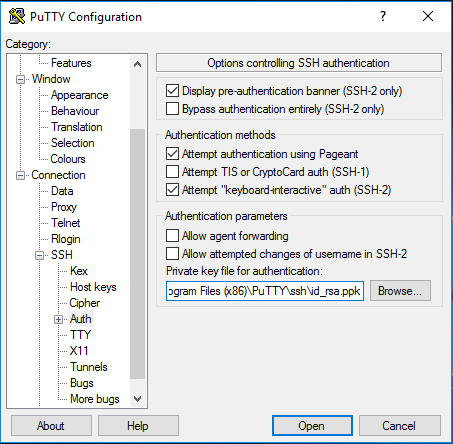 PuTTY Configuration
?
Category:
Features
Window
Appearance
Behaviour
Translation
Selection
Colours
Connection
Data
Proxy
Telnet
Rlogin
SSH
Kex
Host keys
Cipher
Auth
TTY
X11
Tunnels
Bugs
More bugs
Options controlling SSH authentication
Display pre-authentication banner (SSH-2 only)
Bypass authentication entirely (SSH-2 only)
Authentication methods
Attempt authentication using Pageant
Attempt TIS or CryptoCard auth (SSH-1)
Attempt "keyboard-interactive" auth (SSH-2)
Authentication parameters
Allow agent forwarding
Allow attempted changes of username in SSH-2
Private key file for authentication:
ogram Files (x86)\PuTTY\ssh\id_rsa.ppk
Browse...
About
Help
Open
Cancel